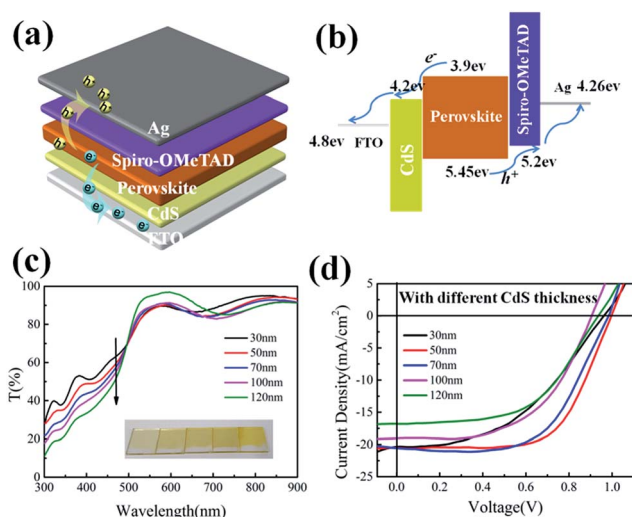 (a)
h+
h+
h+
h+
h+
h+
Ag
Spiro-OMcTAD
e-
Perovskite
e-
CdS
e-
e-
e-
e-
FTO
(b)
e-
3.9ev
4.2ev
4.8ev
FTO
CdS
Perovskite
Spiro-OMcTAD
Ag 4.26ev
5.45ev
h+
5.2ev
(c)
T(%)
100
80
60
40
20
0
30nm
50nm
70nm
100nm
120nm
300 400 500 600 700 800 900
Wavelength(nm)
(d)
With different CdS thickness
Current Density(mA/cm²)
5
0
-5
-10
-15
-20
-25
30nm
50nm
70nm
100nm
120nm
0.0 0.2 0.4 0.6 0.8 1.0
Voltage(V)